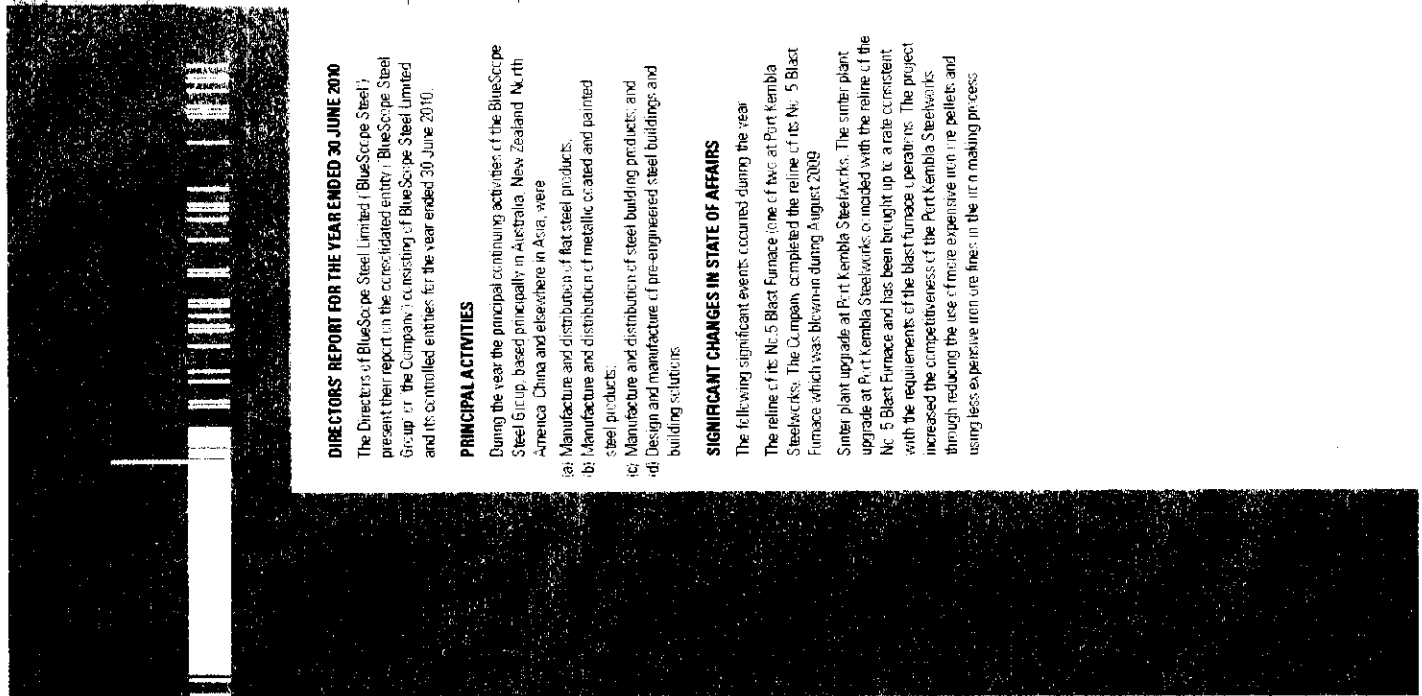 DIRECTORS' REPORT FOR THE YEAR ENDED 30 JUNE 2010
The Directors of BlueScope Steel Limited ('BlueScope Steel')
present their report on the consolidated entity ('BlueScope Steel
Group' or 'the Company') consisting of BlueScope Steel Limited
and its controlled entities for the year ended 30 June 2010.
PRINCIPAL ACTIVITIES
During the year the principal continuing activities of the BlueScope
Steel Group, based principally in Australia, New Zealand, North
America, China and elsewhere in Asia, were
(a) Manufacture and distribution of flat steel products;
(b) Manufacture and distribution of metallic coated and painted
steel products;
(c) Manufacture and distribution of steel building products; and
(d) Design and manufacture of pre-engineered steel buildings and
building solutions
SIGNIFICANT CHANGES IN STATE OF AFFAIRS
The following significant events occurred during the year
The reline of its No.5 Blast Furnace (one of two at Port Kembla
Steelworks). The Company completed the reline of its No. 5 Blast
Furnace which was blown-in during August 2009
Sinter plant upgrade at Port Kembla Steelworks. The sinter plant
upgrade at Port Kembla Steelworks coincided with the reline of the
No. 5 Blast Furnace and has been brought up to a rate consistent
with the requirements of the blast furnace operations. The project
increased the competitiveness of the Port Kembla Steelworks
through reducing the use of more expensive iron ore pellets and
using less expensive iron ore fines in the iron making process